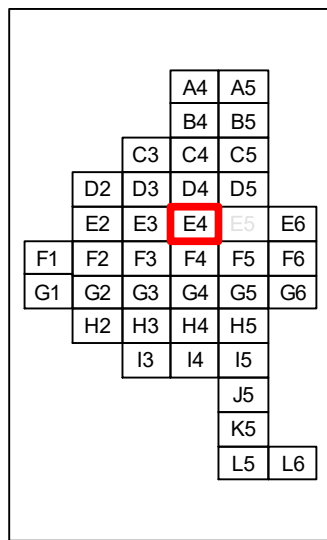 A4 A5
B4 B5
C3 C4 C5
D2 D3 D4 D5
E2 E3 E4 E5 E6
F1 F2 F3 F4 F5 F6
G1 G2 G3 G4 G5 G6
H2 H3 H4 H5
I3 I4 I5
J5
K5
L5 L6